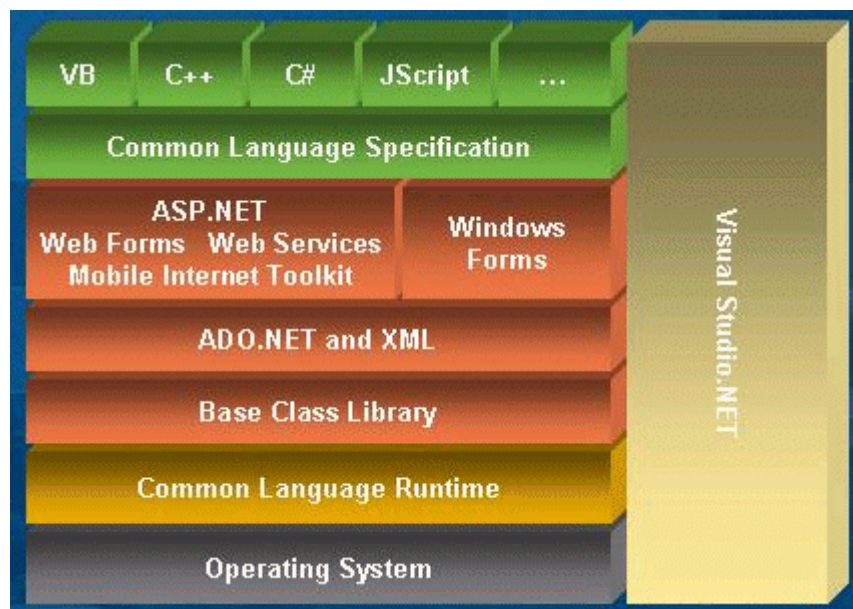 VB C++ C# JScript ...
Common Language Specification
ASP.NET
Web Forms Web Services
Mobile Internet Toolkit
Windows
Forms
ADO.NET and XML
Base Class Library
Common Language Runtime
Operating System
Visual Studio.NET